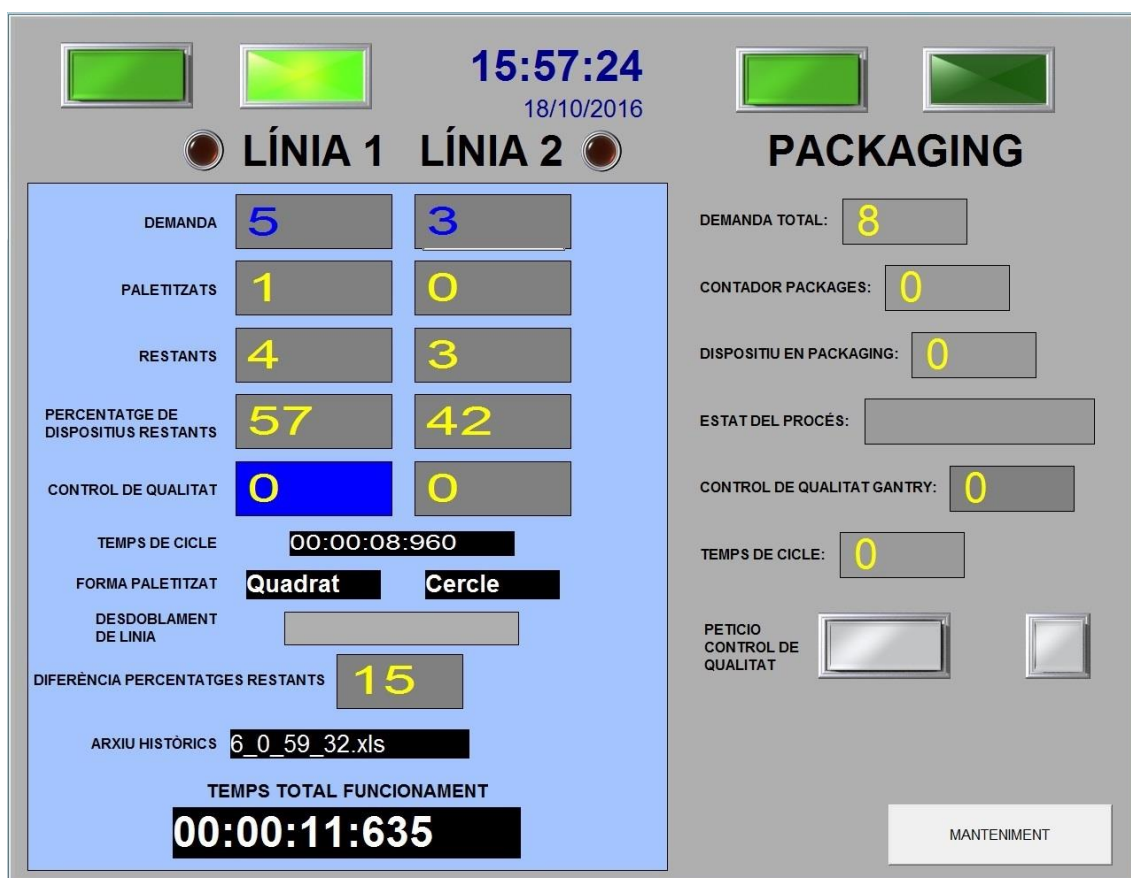 15:57:24
18/10/2016
LÍNIA 1 LÍNIA 2
DEMANDA 5 3
PALETITZATS 1 0
RESTANTS 4 3
PERCENTATGE DE
DISPOSITIUS RESTANTS 57 42
CONTROL DE QUALITAT 0 0
TEMPS DE CICLE 00:00:08:960
FORMA PALETITZAT Quadrat Cercle
DESDOBLAMENT
DE LINIA
DIFERÈNCIA PERCENTATGES RESTANTS 15
ARXIU HISTÒRICS 6_0_59_32.xls
TEMPS TOTAL FUNCIONAMENT
00:00:11:635
PACKAGING
DEMANDA TOTAL: 8
CONTADOR PACKAGES: 0
DISPOSITIU EN PACKAGING: 0
ESTAT DEL PROCÉS:
CONTROL DE QUALITAT GANTRY: 0
TEMPS DE CICLE: 0
PETICIO
CONTROL DE
QUALITAT
MANTENIMENT